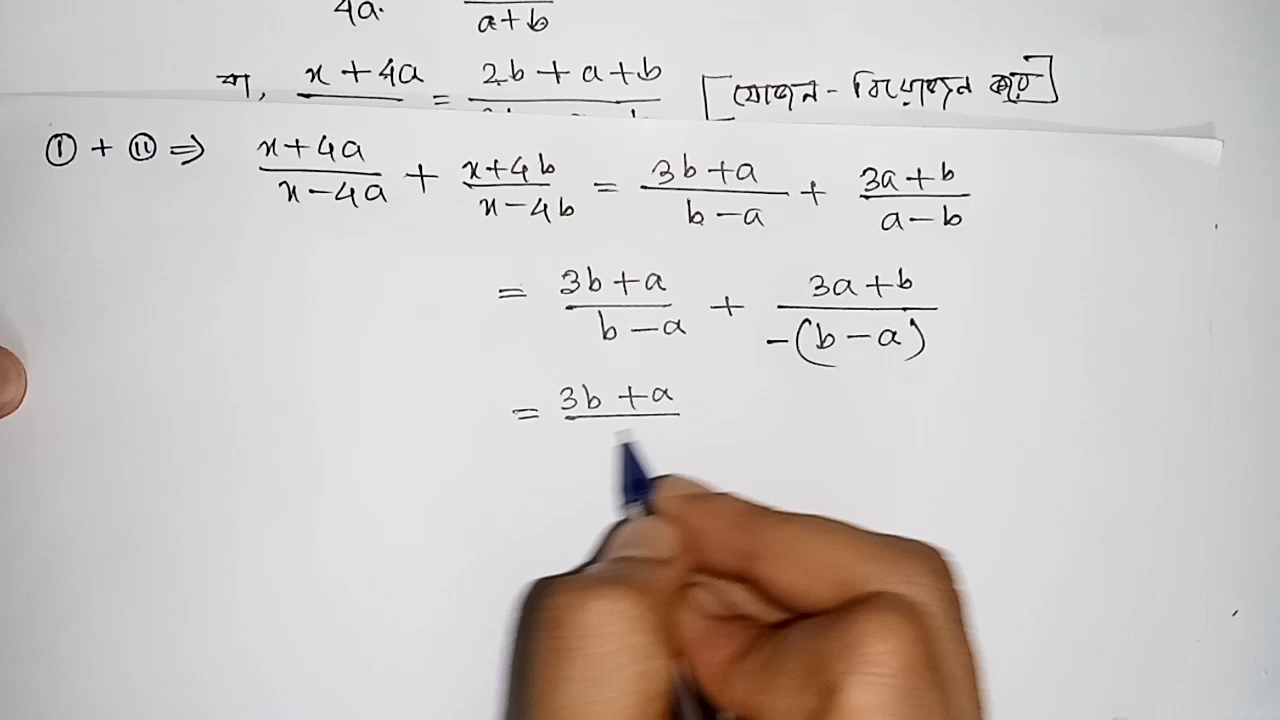 4a. a+b
বা, x+4a = 2b+a+b [যোজন-বিয়োজন করে]
① + ⑪ ⇒ x+4a/x-4a + x+4b/x-4b = 3b+a/b-a + 3a+b/a-b
= 3b+a/b-a + 3a+b/-(b-a)
= 3b+a